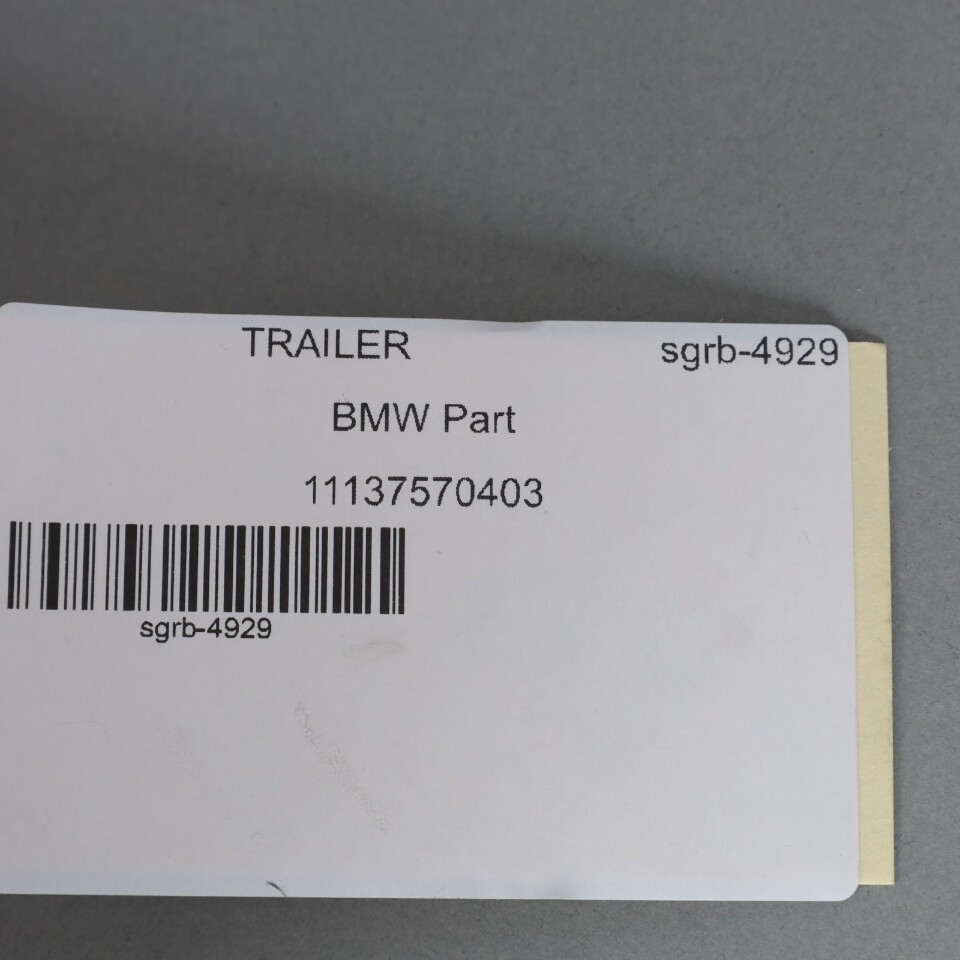 TRAILER sgrb-4929
BMW Part
11137570403
sgrb-4929